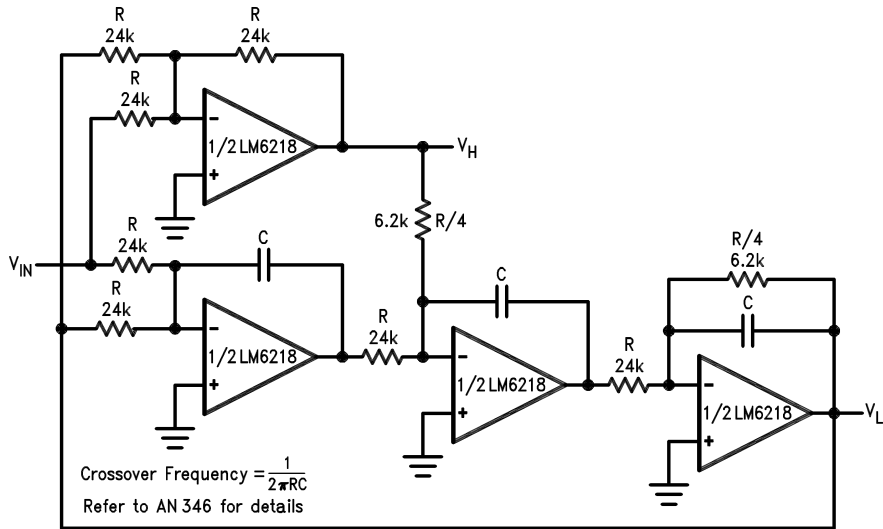 R
24k
R
24k
R
24k
-
1/2 LM6218
+
V_H
6.2k R/4
V_IN
R
24k
C
R
24k
-
1/2 LM6218
+
R
24k
C
-
1/2 LM6218
+
R
24k
R/4
6.2k
C
-
1/2 LM6218
+
V_L
Crossover Frequency = 1/2πRC
Refer to AN 346 for details